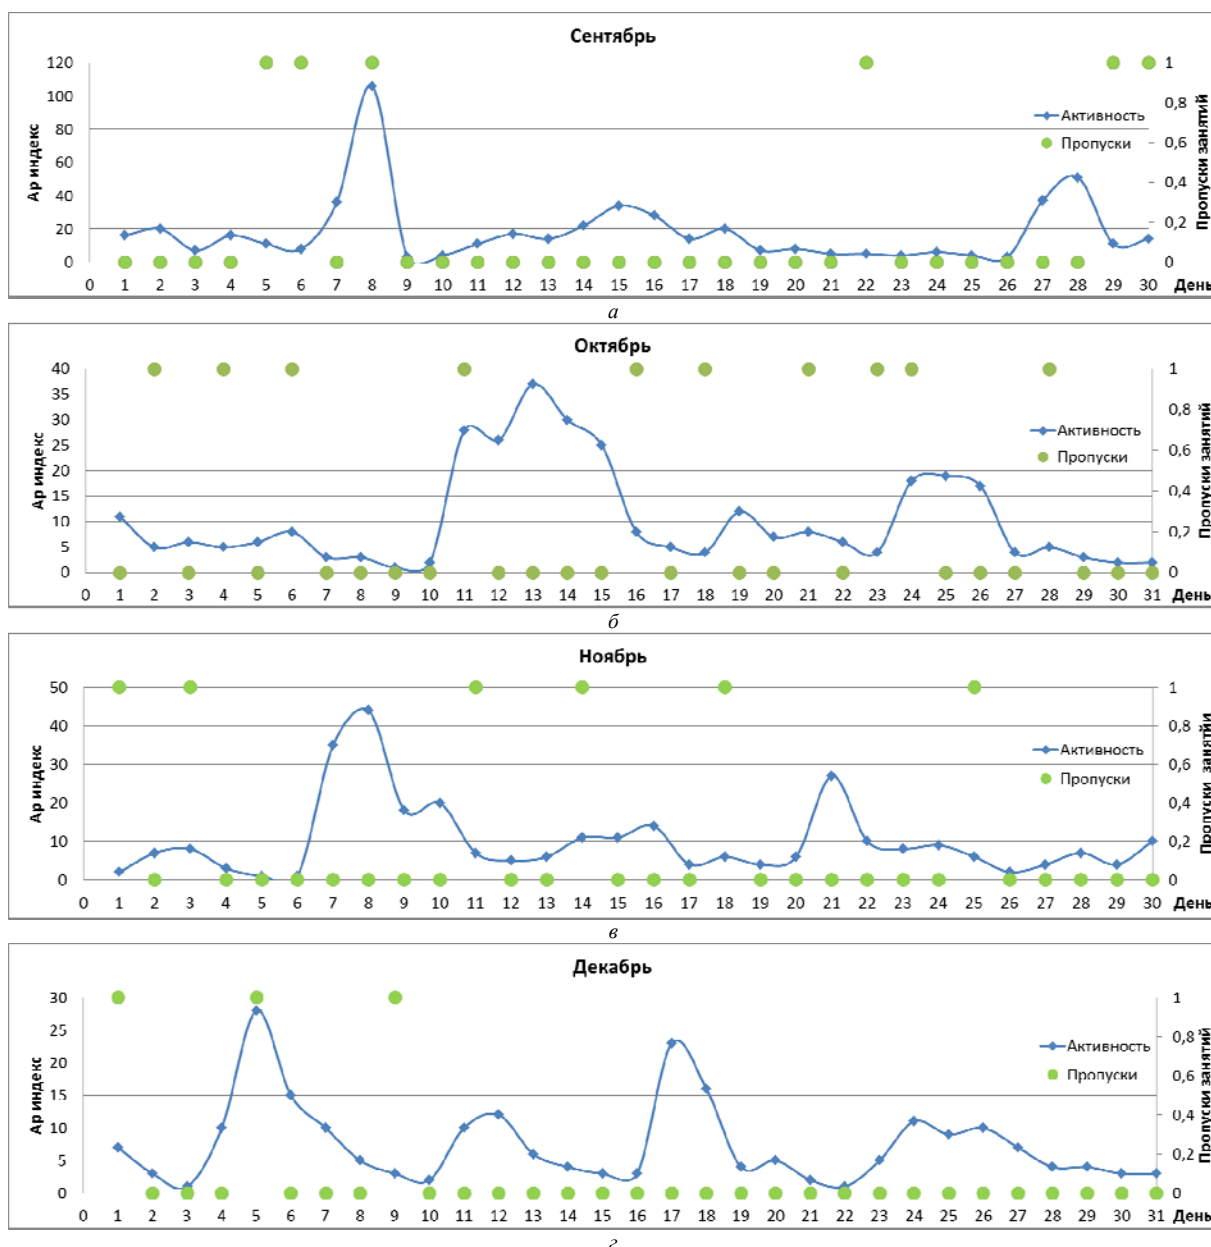 Сентябрь
120
100
80
60
40
20
0
Ар индекс
1
0,8
0,6
0,4
0,2
0
Пропуски занятий
Активность
Пропуски
0 1 2 3 4 5 6 7 8 9 10 11 12 13 14 15 16 17 18 19 20 21 22 23 24 25 26 27 28 29 30 День
а
Октябрь
40
35
30
25
20
15
10
5
0
Ар индекс
1
0,8
0,6
0,4
0,2
0
Пропуски занятий
Активность
Пропуски
0 1 2 3 4 5 6 7 8 9 10 11 12 13 14 15 16 17 18 19 20 21 22 23 24 25 26 27 28 29 30 31 День
б
Ноябрь
50
40
30
20
10
0
Ар индекс
1
0,8
0,6
0,4
0,2
0
Пропуски занятий
Активность
Пропуски
0 1 2 3 4 5 6 7 8 9 10 11 12 13 14 15 16 17 18 19 20 21 22 23 24 25 26 27 28 29 30 День
в
Декабрь
30
25
20
15
10
5
0
Ар индекс
1
0,8
0,6
0,4
0,2
0
Пропуски занятий
Активность
Пропуски
0 1 2 3 4 5 6 7 8 9 10 11 12 13 14 15 16 17 18 19 20 21 22 23 24 25 26 27 28 29 30 31 День
г